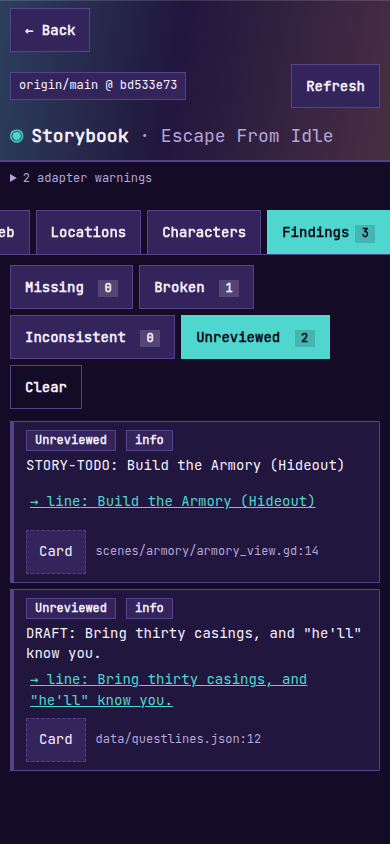 ← Back
origin/main @ bd533e73
Refresh
Storybook · Escape From Idle
2 adapter warnings
eb
Locations
Characters
Findings 3
Missing 0
Broken 1
Inconsistent 0
Unreviewed 2
Clear
Unreviewed info
STORY-TODO: Build the Armory (Hideout)
→ line: Build the Armory (Hideout)
Card scenes/armory/armory_view.gd:14
Unreviewed info
DRAFT: Bring thirty casings, and "he'll"
know you.
→ line: Bring thirty casings, and
"he'll" know you.
Card data/questlines.json:12